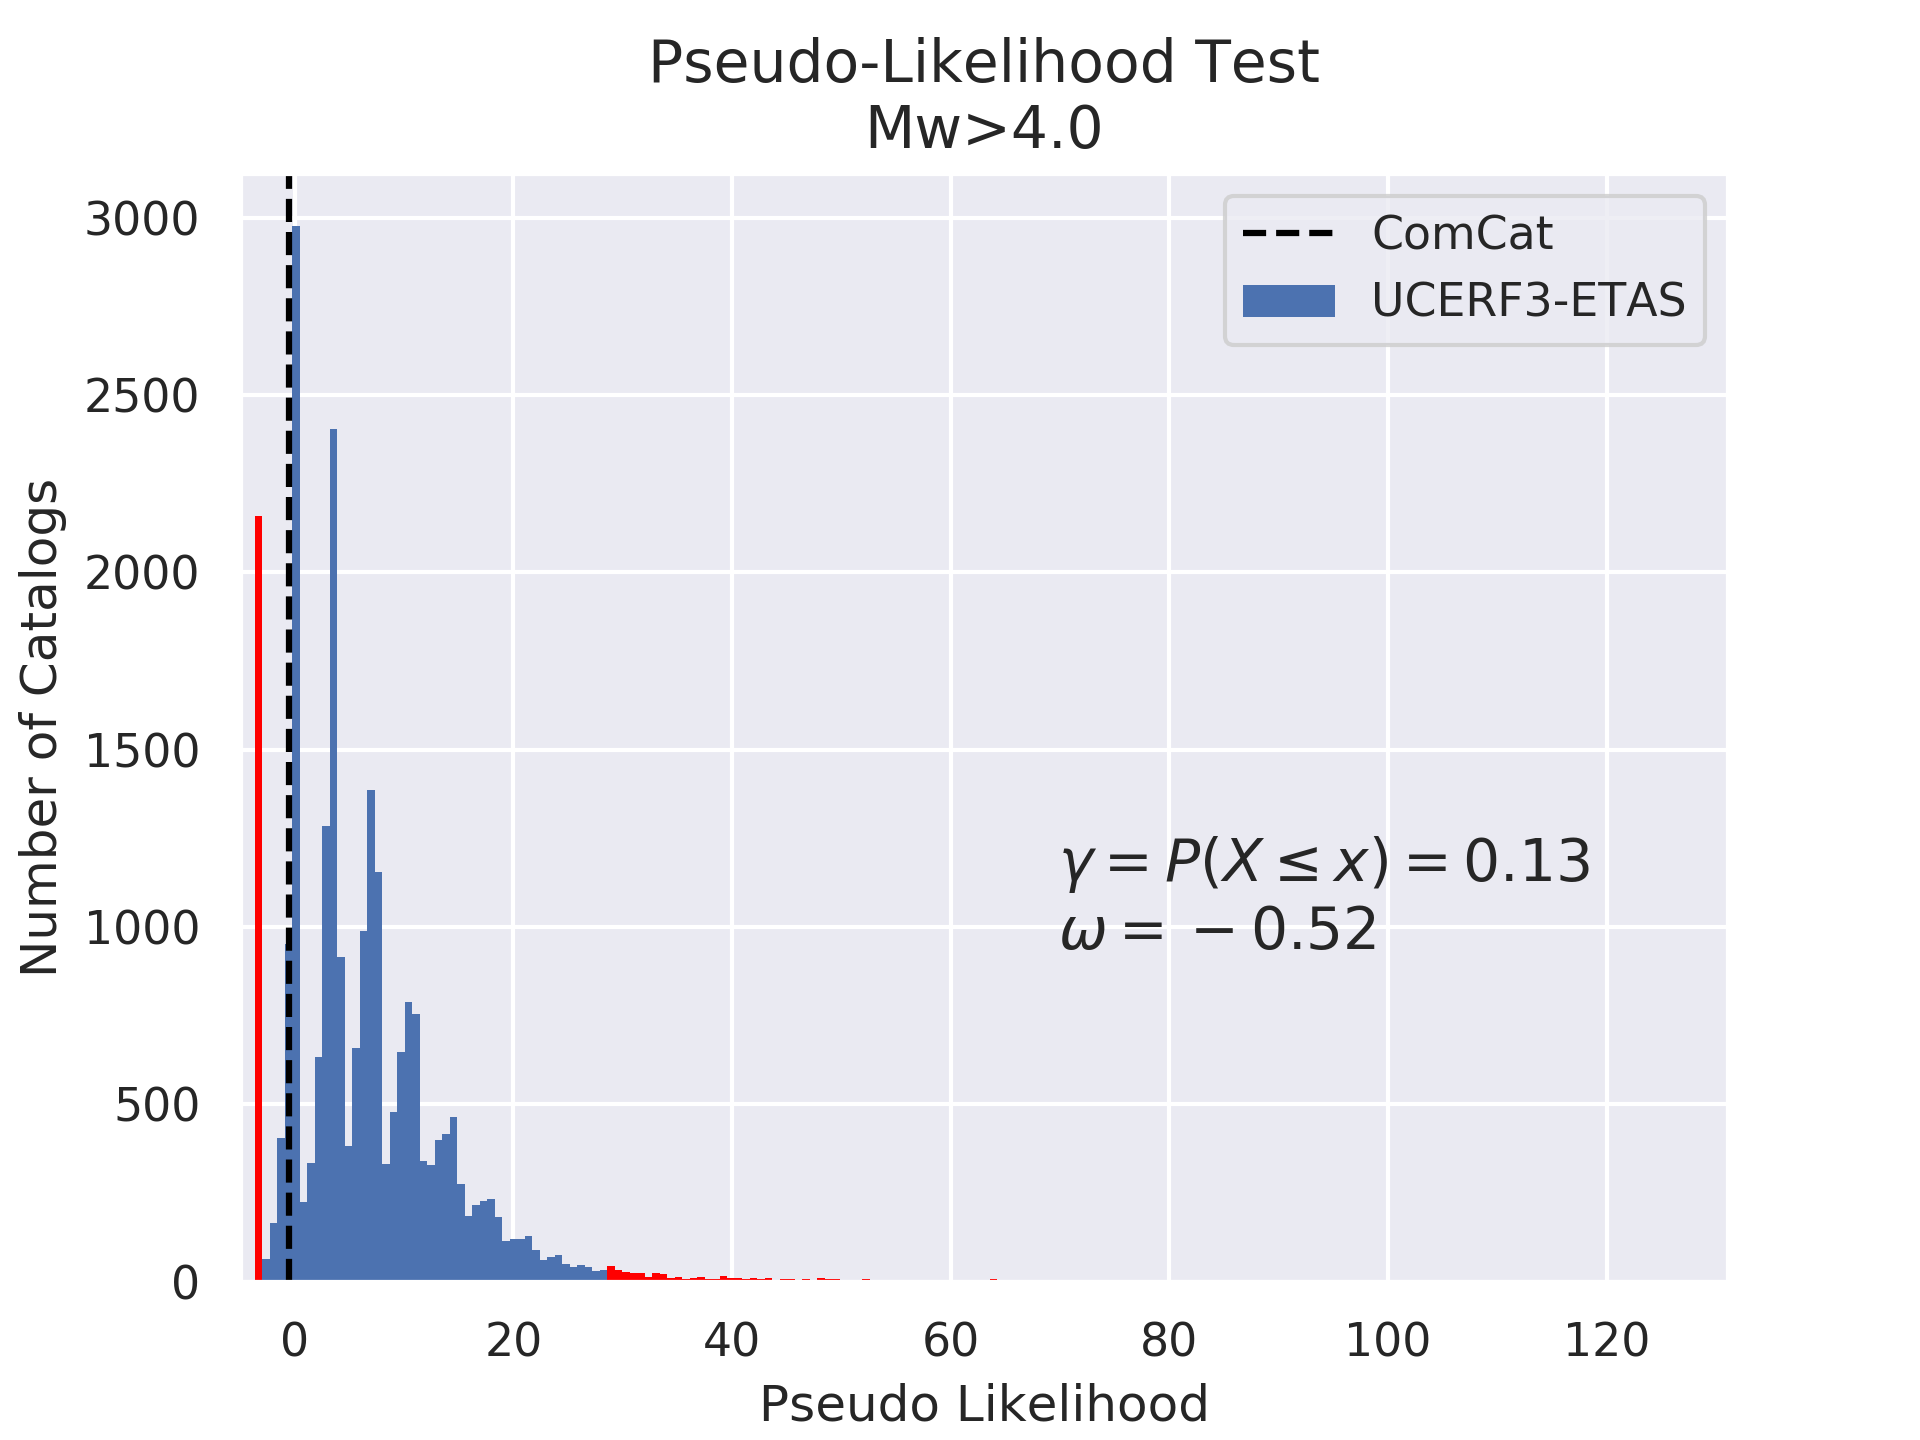 Pseudo-Likelihood Test
Mw>4.0
3000
2500
2000
1500
1000
500
0
Number of Catalogs
ComCat
UCERF3-ETAS
γ = P(X ≤ x) = 0.13
ω = − 0.52
0 20 40 60 80 100 120
Pseudo Likelihood